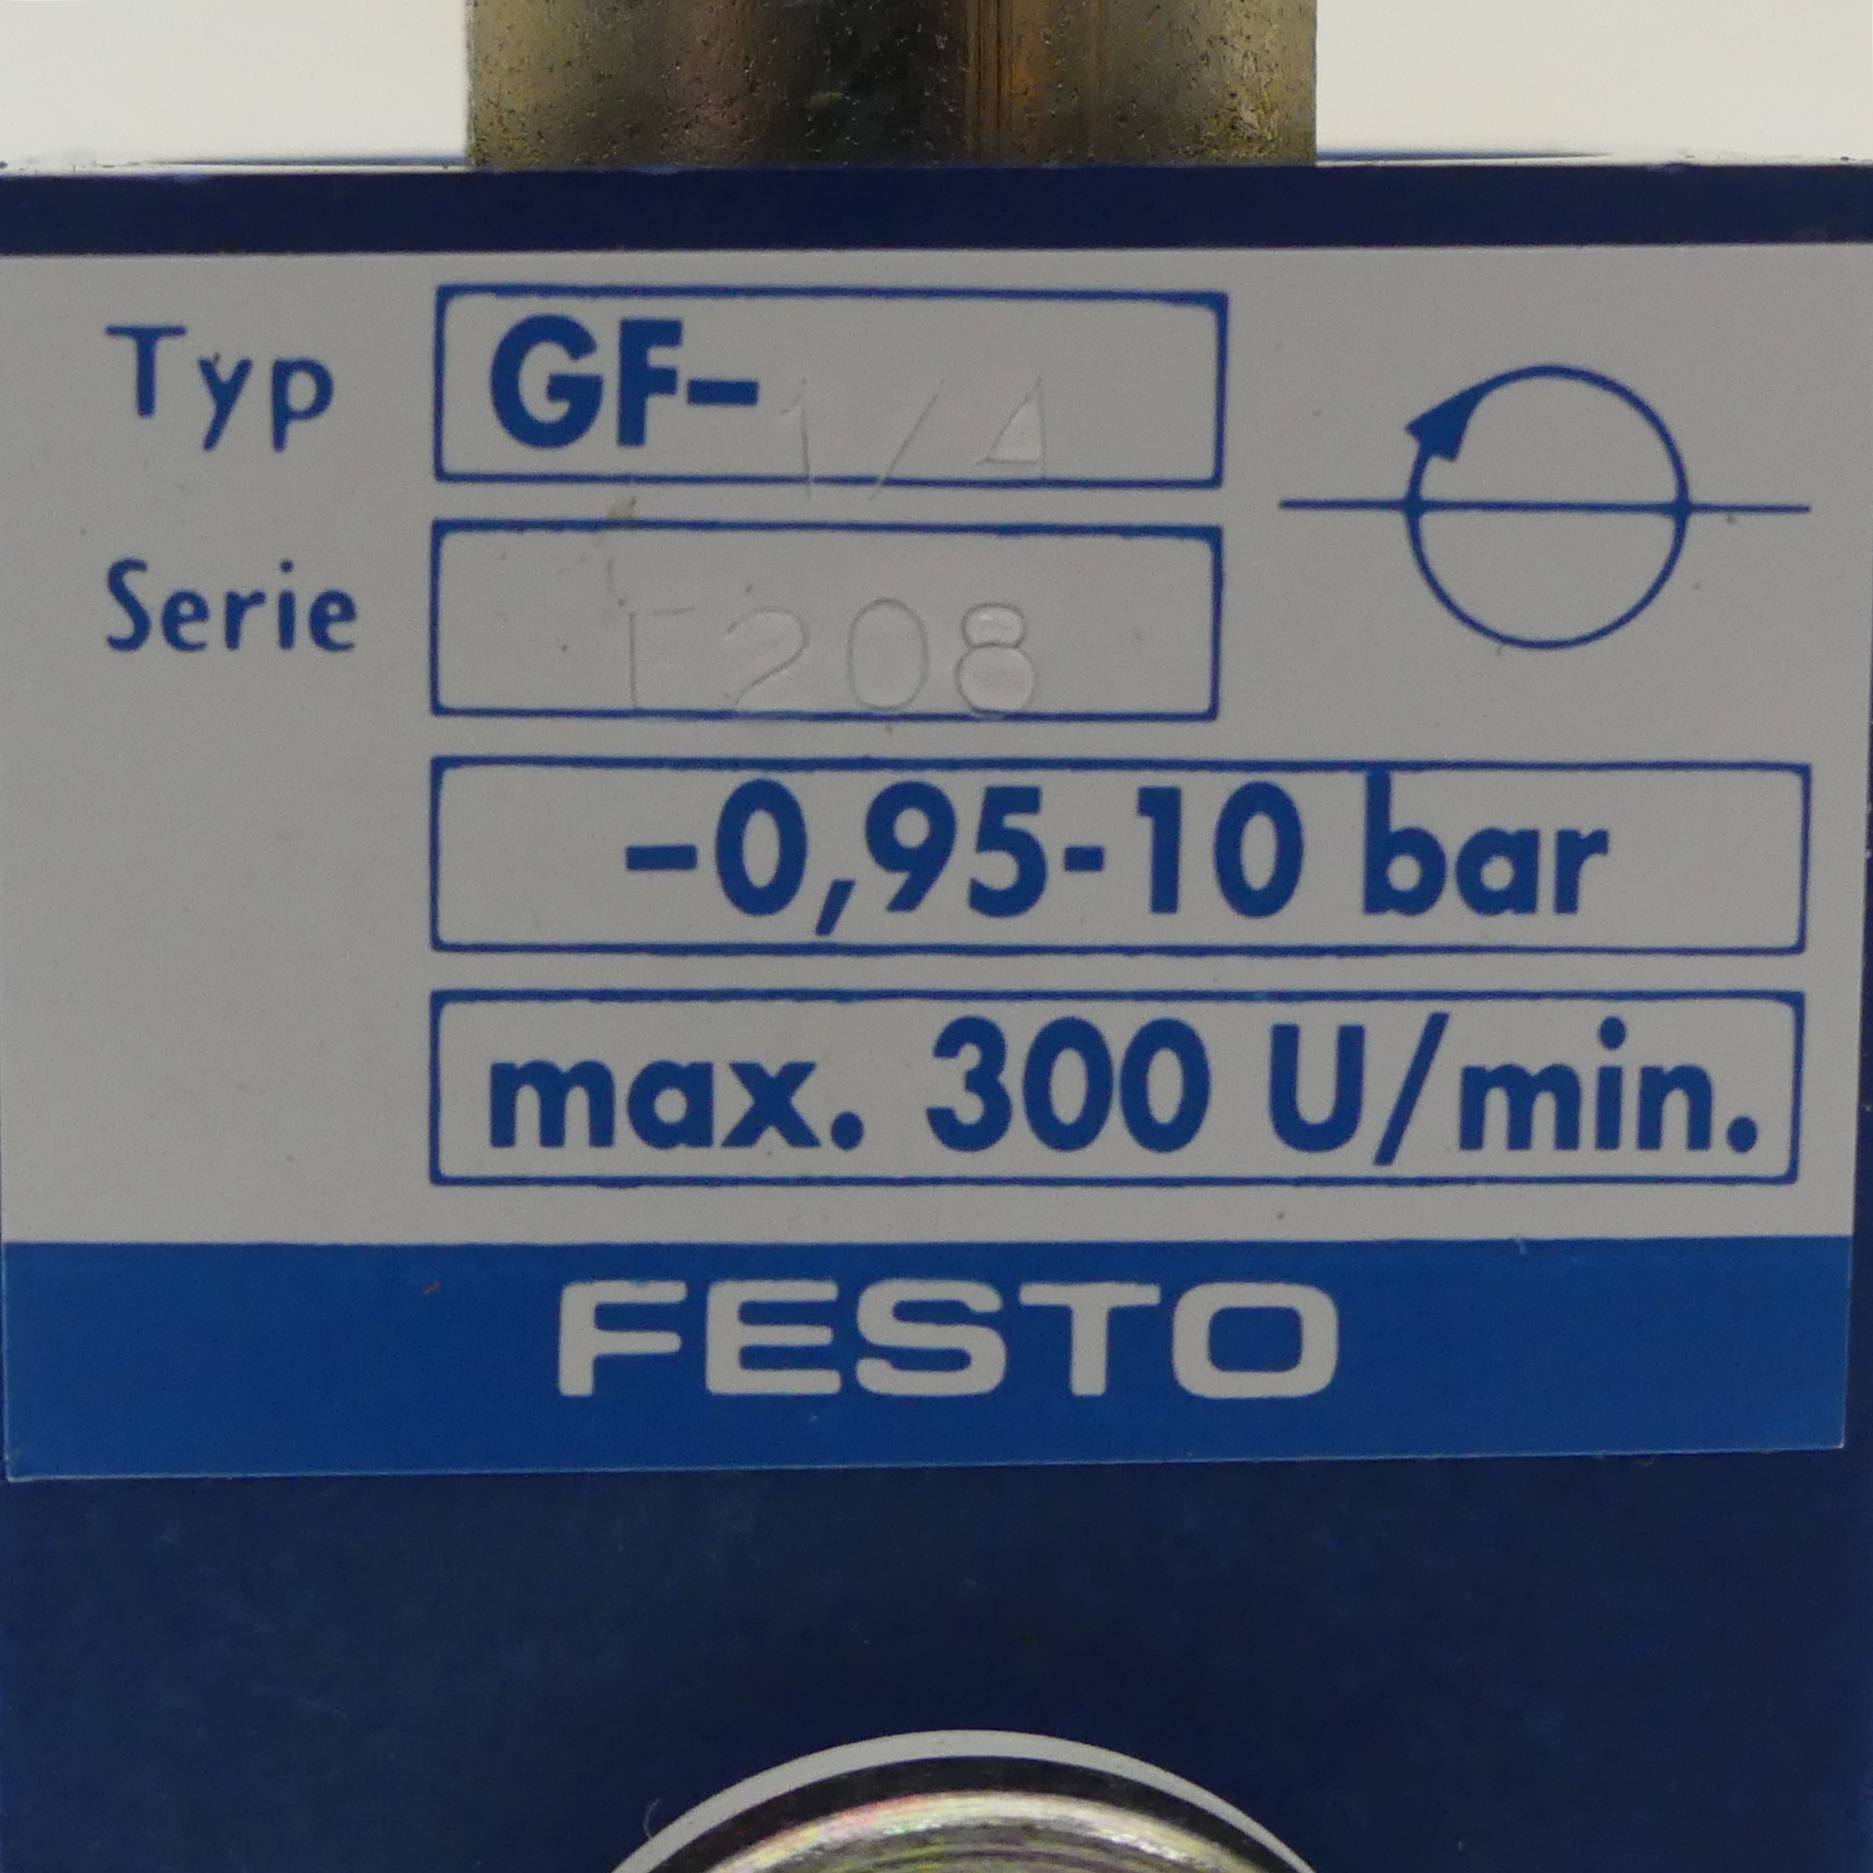 Typ GF-1/4
Serie E208
-0,95-10 bar
max. 300 U/min.
FESTO